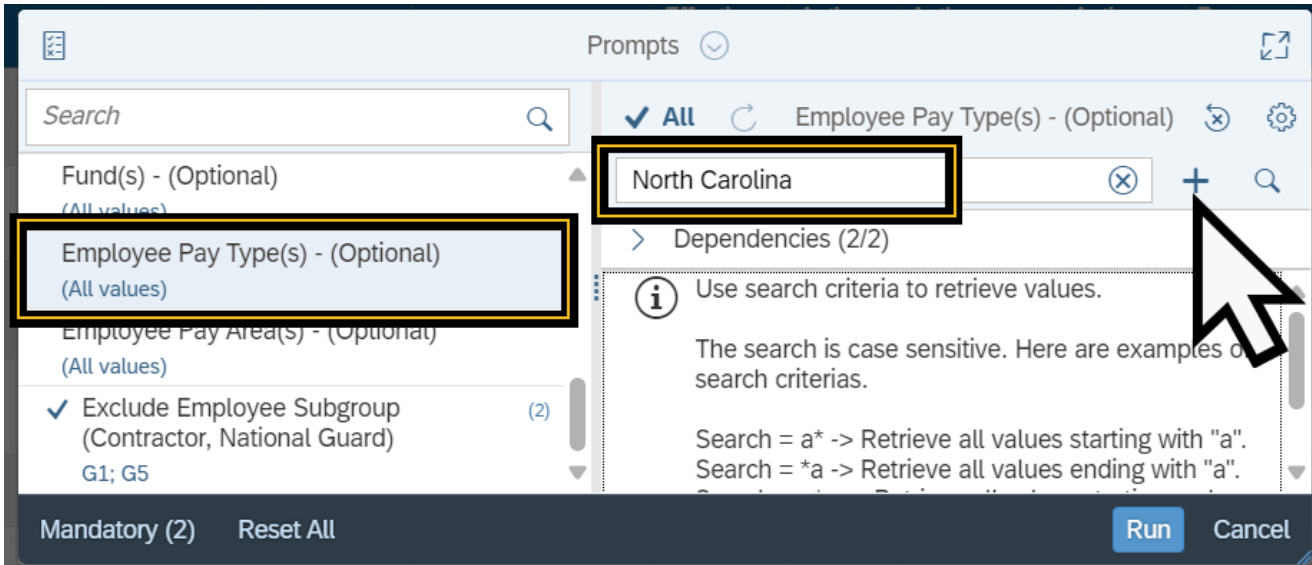 Prompts
Search
All
Employee Pay Type(s) - (Optional)
Fund(s) - (Optional)
(All values)
Employee Pay Type(s) - (Optional)
(All values)
Employee Pay Area(s) - (Optional)
(All values)
Exclude Employee Subgroup (2)
(Contractor, National Guard)
G1; G5
North Carolina
Dependencies (2/2)
Use search criteria to retrieve values.
The search is case sensitive. Here are examples
search criterias.
Search = a* -> Retrieve all values starting with "a".
Search = *a -> Retrieve all values ending with "a".
Mandatory (2) Reset All Run Cancel